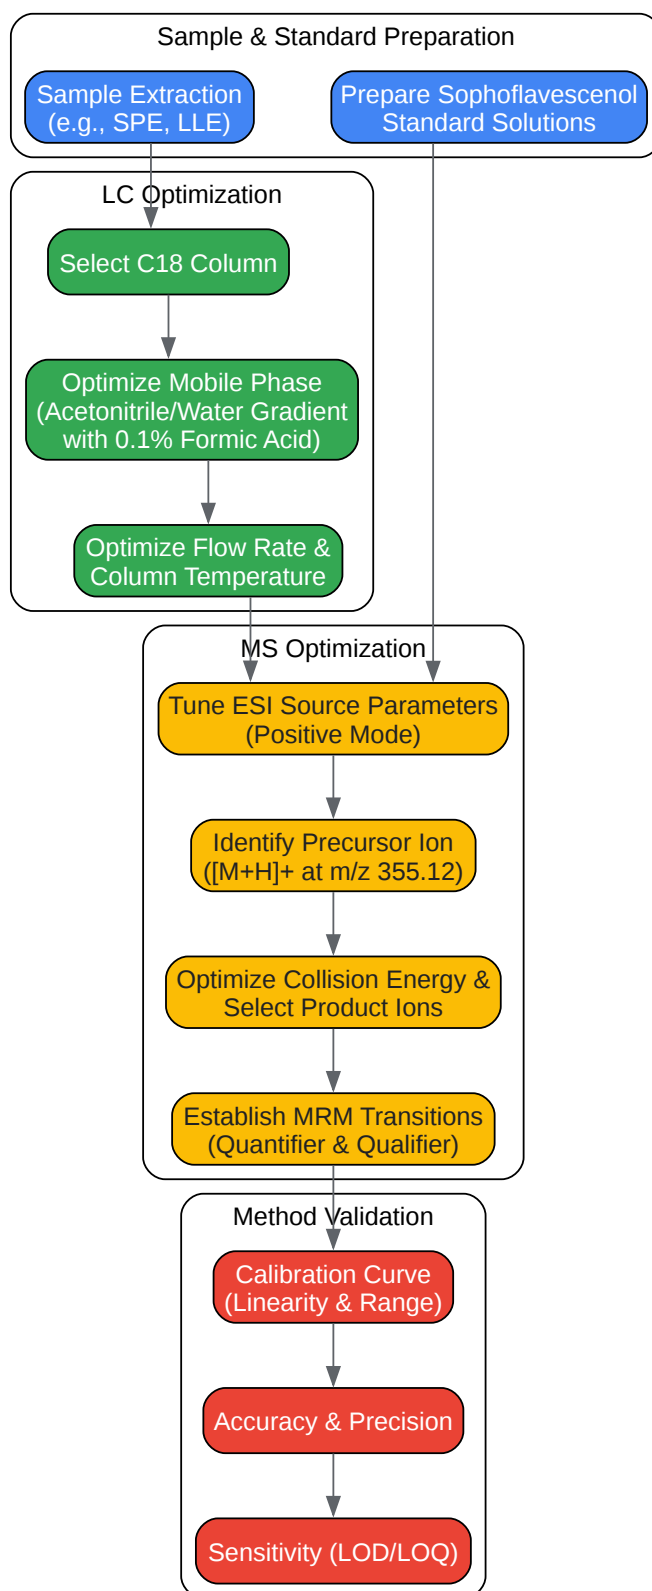 Sample & Standard Preparation
Sample Extraction
(e.g., SPE, LLE)
Prepare Sophoflavescenol
Standard Solutions
LC Optimization
Select C18 Column
Optimize Mobile Phase
(Acetonitrile/Water Gradient
with 0.1% Formic Acid)
Optimize Flow Rate &
Column Temperature
MS Optimization
Tune ESI Source Parameters
(Positive Mode)
Identify Precursor Ion
([M+H]+ at m/z 355.12)
Optimize Collision Energy &
Select Product Ions
Establish MRM Transitions
(Quantifier & Qualifier)
Method Validation
Calibration Curve
(Linearity & Range)
Accuracy & Precision
Sensitivity (LOD/LOQ)